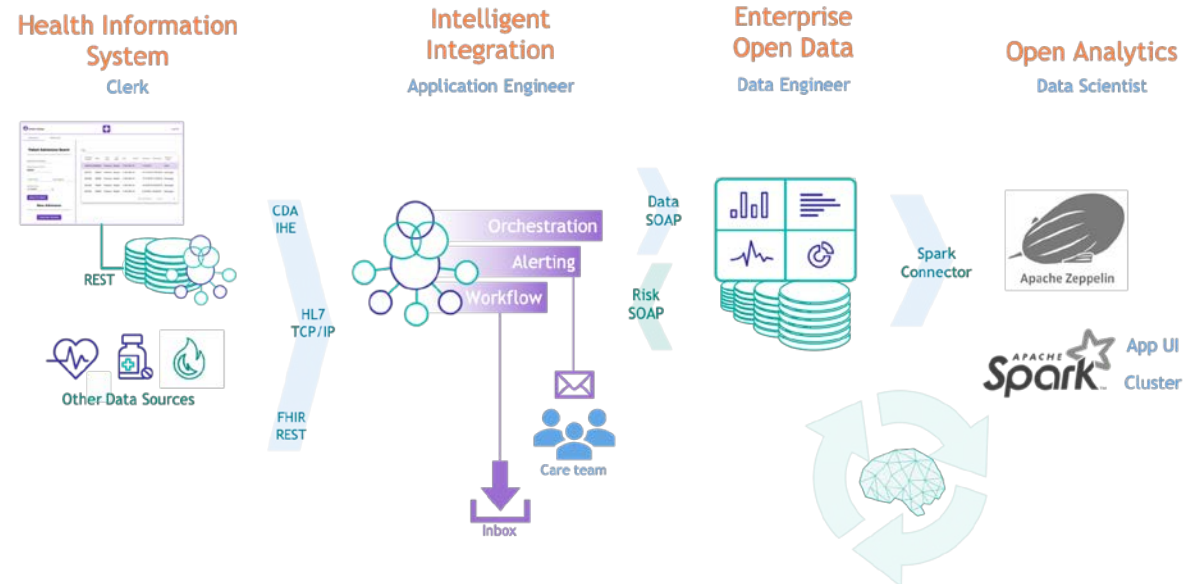 Health Information
System
Clerk
Intelligent
Integration
Application Engineer
Enterprise
Open Data
Data Engineer
Open Analytics
Data Scientist
REST
Other Data Sources
CDA
IHE
HL7
TCP/IP
FHIR
REST
Orchestration
Alerting
Workflow
Care team
Inbox
Data
SOAP
Risk
SOAP
Spark
Connector
Apache Zeppelin
APACHE
Spark
App UI
Cluster